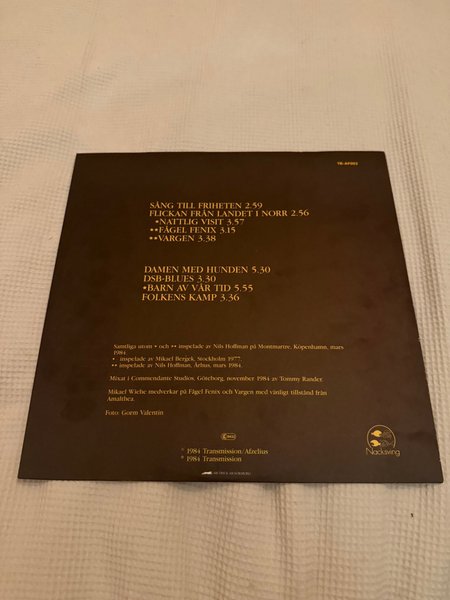 TR-AF003
SÅNG TILL FRIHETEN 2.59
FLICKAN FRÅN LANDET I NORR 2.56
*NATTLIG VISIT 3.57
**FÅGEL FENIX 3.15
**VARGEN 3.38
DAMEN MED HUNDEN 5.30
DSB-BLUES 3.30
*BARN AV VÅR TID 5.55
FOLKENS KAMP 3.36
Samtliga utom * och ** inspelade av Nils Hoffman på Montmartre, Kopenhamn, mars
1984.
* inspelade av Mikael Bergek, Stockholm 1977.
** inspelade av Nils Hoffman, Århus, mars 1984.
Mixat i Commendante Studios, Göteborg, november 1984 av Tommy Rander.
Mikael Wiehe medverkar på Fågel Fenix och Vargen med vänligt tillstånd från
Amalthea.
Foto: Gorm Valentin
℗ 1984 Transmission/Afzelius
© 1984 Transmission
Nacksving